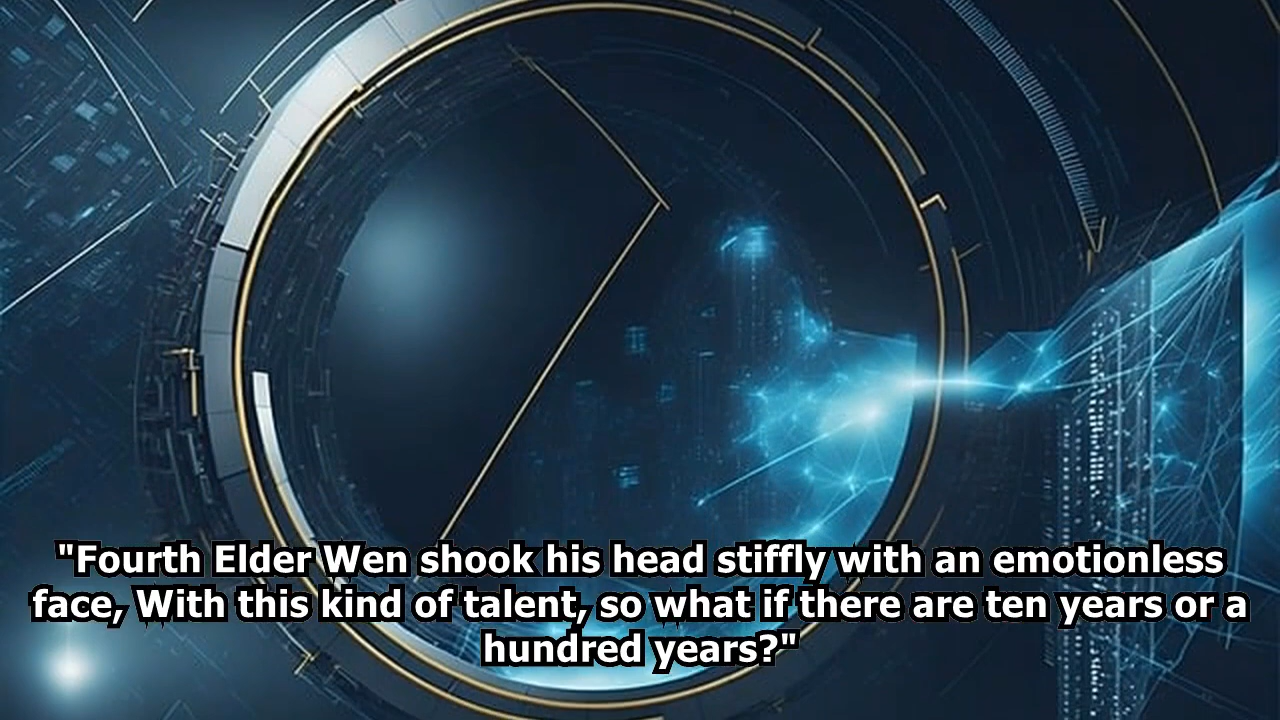 "Fourth Elder Wen shook his head stiffly with an emotionless
face, With this kind of talent, so what if there are ten years or a
hundred years?"